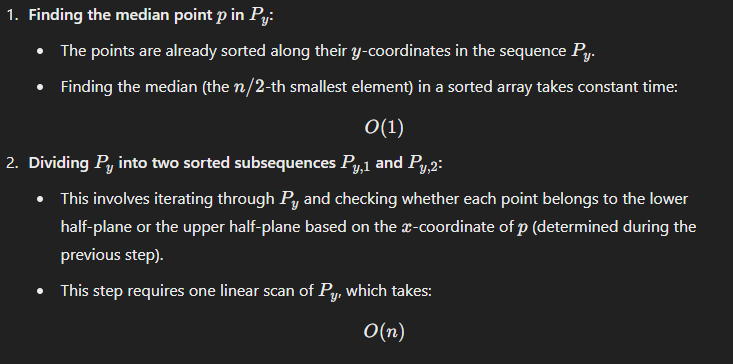 1. Finding the median point p in P_y:
• The points are already sorted along their y-coordinates in the sequence P_y.
• Finding the median (the n/2-th smallest element) in a sorted array takes constant time:
O(1)
2. Dividing P_y into two sorted subsequences P_{y,1} and P_{y,2}:
• This involves iterating through P_y and checking whether each point belongs to the lower
half-plane or the upper half-plane based on the x-coordinate of p (determined during the
previous step).
• This step requires one linear scan of P_y, which takes:
O(n)